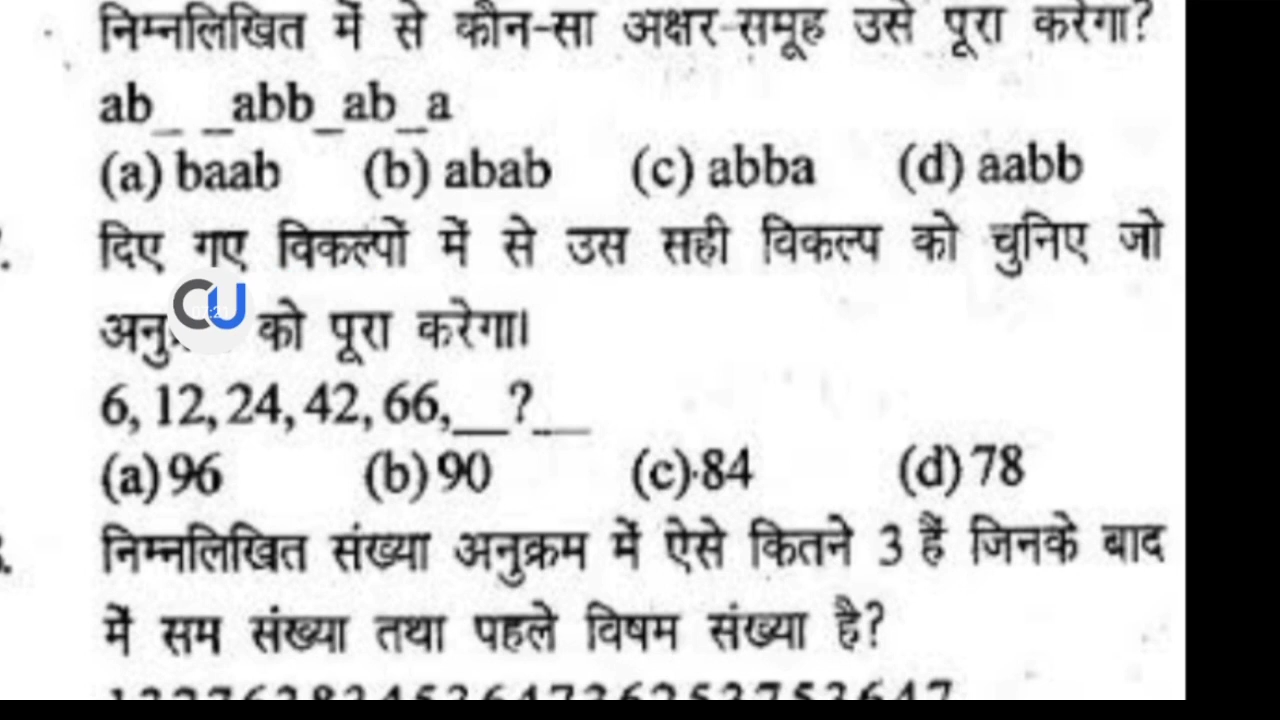 निम्नलिखित में से कौन-सा अक्षर-समूह उसे पूरा करेगा?
ab_ _abb_ab_a
(a) baab (b) abab (c) abba (d) aabb
दिए गए विकल्पों में से उस सही विकल्प को चुनिए जो
को पूरा करेगा।
6, 12, 24, 42, 66,__?__
(a) 96 (b) 90 (c) 84 (d) 78
निम्नलिखित संख्या अनुक्रम में ऐसे कितने 3 हैं जिनके बाद
में सम संख्या तथा पहले विषम संख्या है?